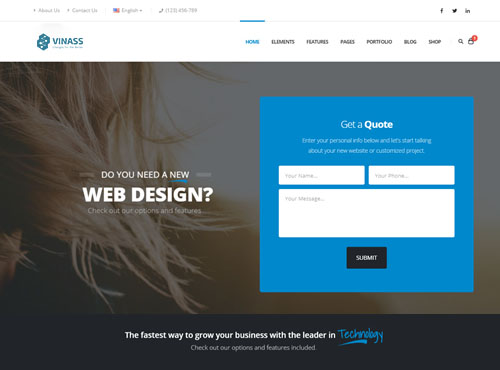 About Us
Contact Us
English
(123) 456-789
VINASS
HOME
ELEMENTS
FEATURES
PAGES
PORTFOLIO
BLOG
SHOP
Get a Quote
Enter your personal info below and let's start talking
about your new website or customized project.
Your Name...
Your Phone...
Your Message...
SUBMIT
DO YOU NEED A NEW
WEB DESIGN?
Check out our options and features
The fastest way to grow your business with the leader in Technology
Check out our options and features included.